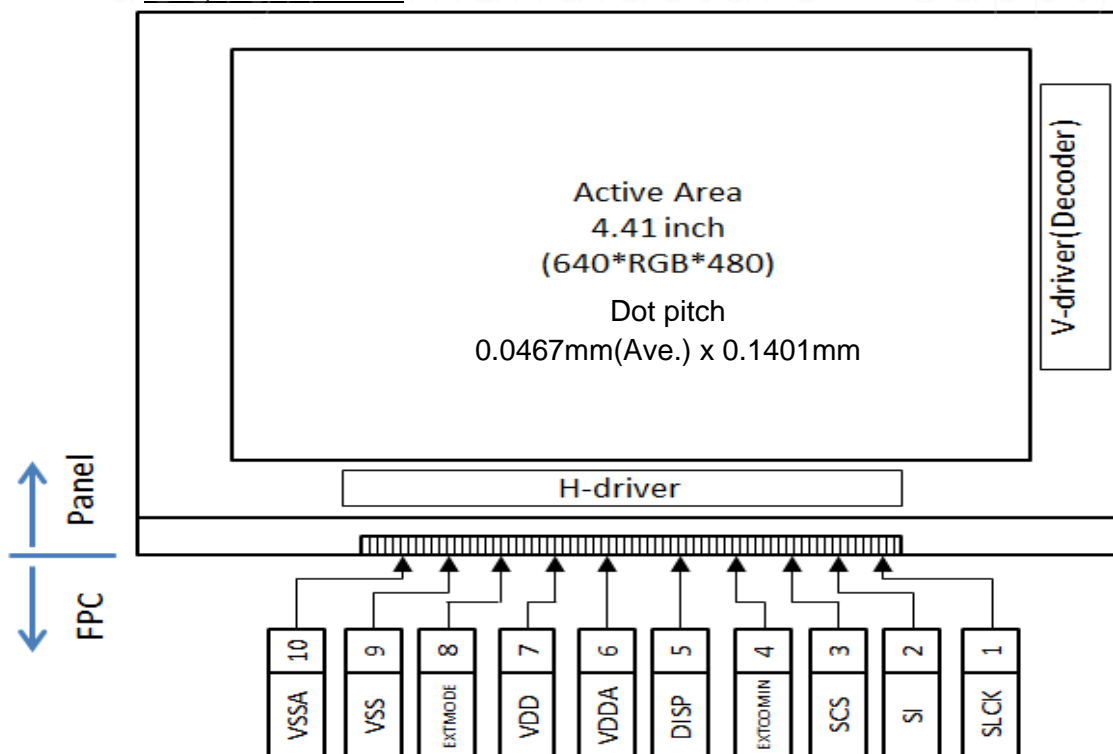 Active Area
4.41 inch
(640*RGB*480)
Dot pitch
0.0467mm(Ave.) x 0.1401mm
V-driver(Decoder)
H-driver
Panel
FPC
10 9 8 7 6 5 4 3 2 1
VSSA VSS EXTMODE VDD VDDA DISP EXTCOMIN SCS SI SLCK